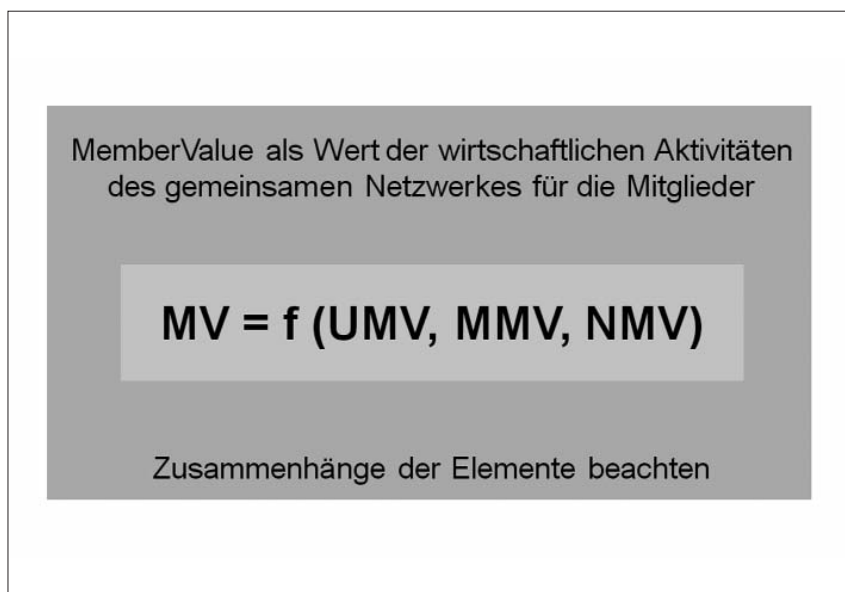 MemberValue als Wert der wirtschaftlichen Aktivitäten
des gemeinsamen Netzwerkes für die Mitglieder
MV = f (UMV, MMV, NMV)
Zusammenhänge der Elemente beachten